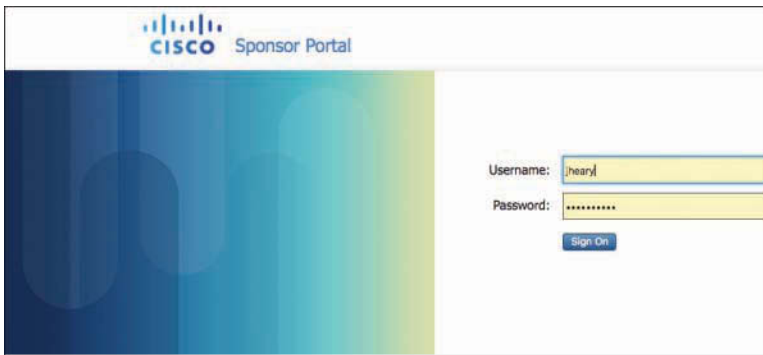 CISCO Sponsor Portal
Username: jheary
Password: ••••••••••
Sign On